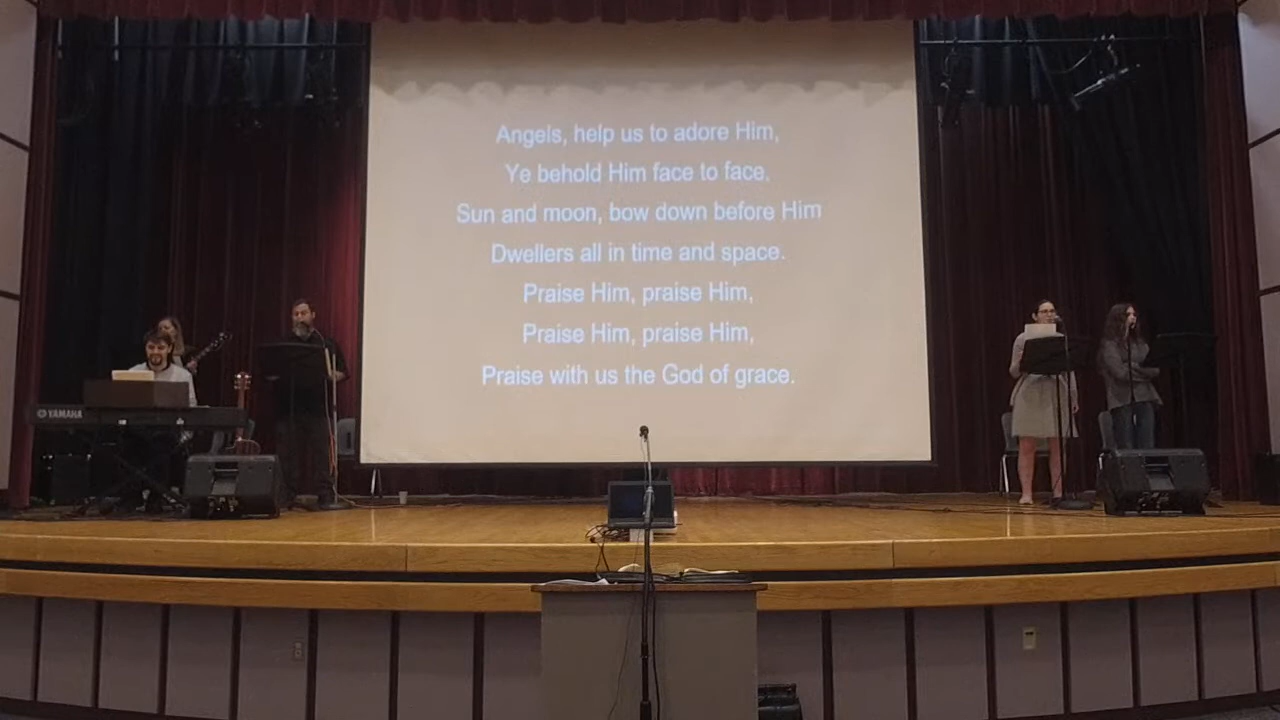 Angels, help us to adore Him,
Ye behold Him face to face.
Sun and moon, bow down before Him
Dwellers all in time and space.
Praise Him, praise Him,
Praise Him, praise Him,
Praise with us the God of grace.
YAMAHA